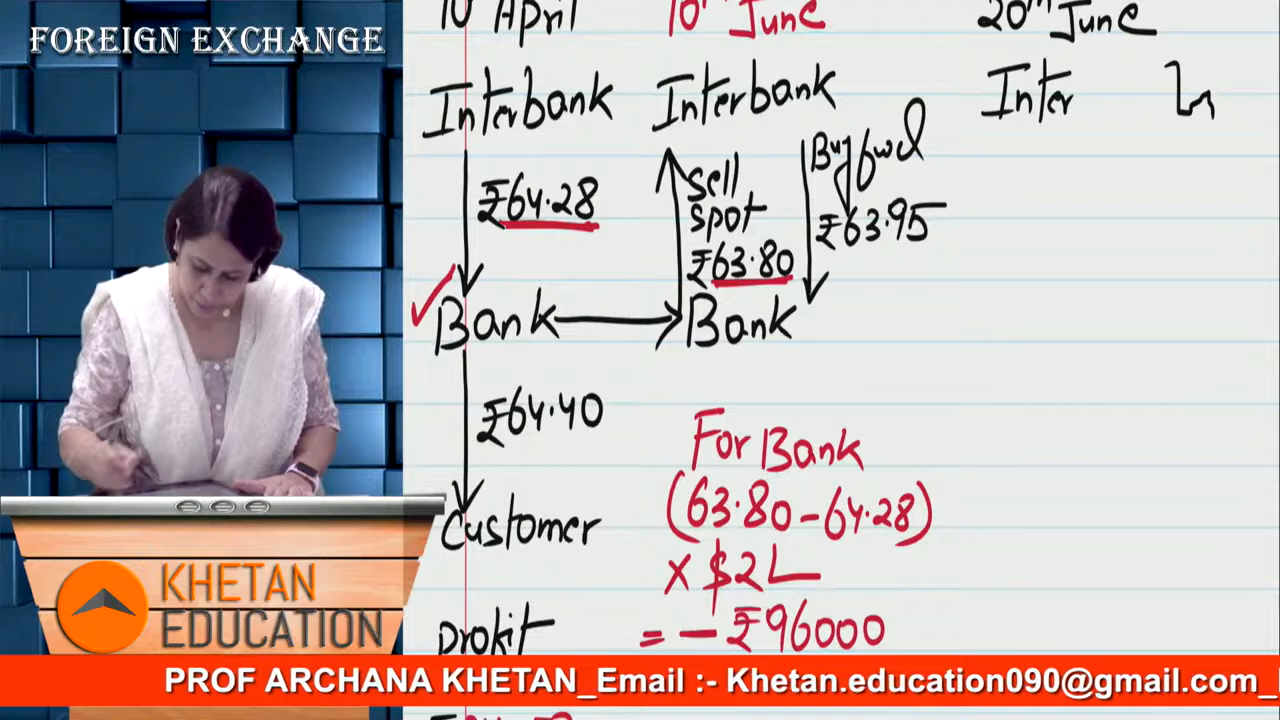 FOREIGN EXCHANGE
10th April
10th June
20th June
Interbank
Interbank
Inter
₹64.28
sell
spot
₹63.80
Buy fwd
₹63.95
Bank
Bank
₹64.40
For Bank
(63.80-64.28)
x $2L
= - ₹96000
Customer
profit
KHETAN
EDUCATION
PROF ARCHANA KHETAN_Email :- Khetan.education090@gmail.com_